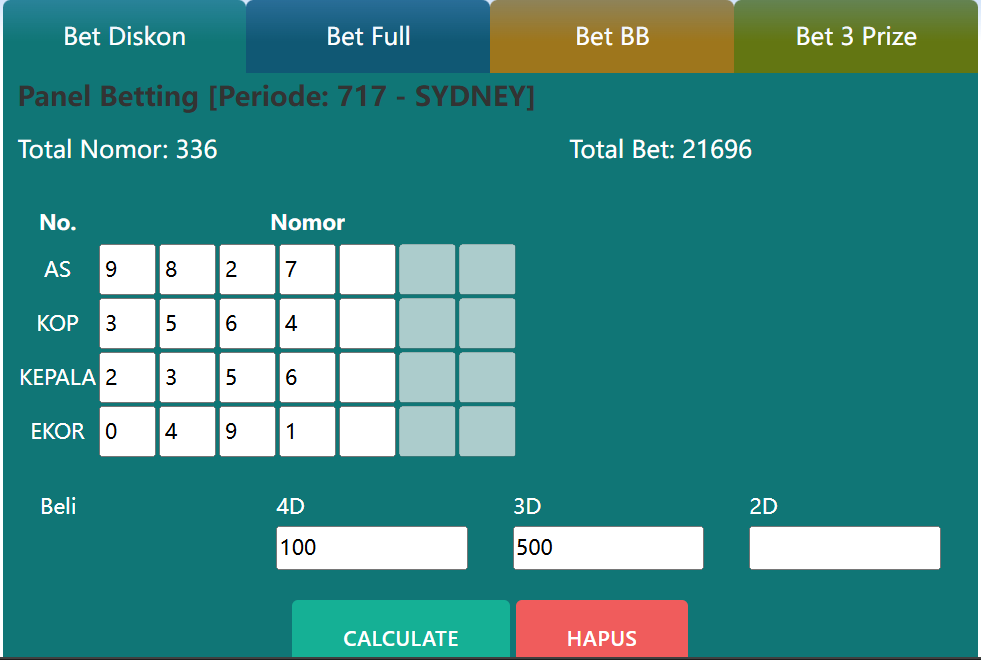 Bet Diskon Bet Full Bet BB Bet 3 Prize
Panel Betting [Periode: 717 - SYDNEY]
Total Nomor: 336 Total Bet: 21696
No. Nomor
AS 9 8 2 7
KOP 3 5 6 4
KEPALA 2 3 5 6
EKOR 0 4 9 1
Beli 4D 3D 2D
100 500
CALCULATE HAPUS